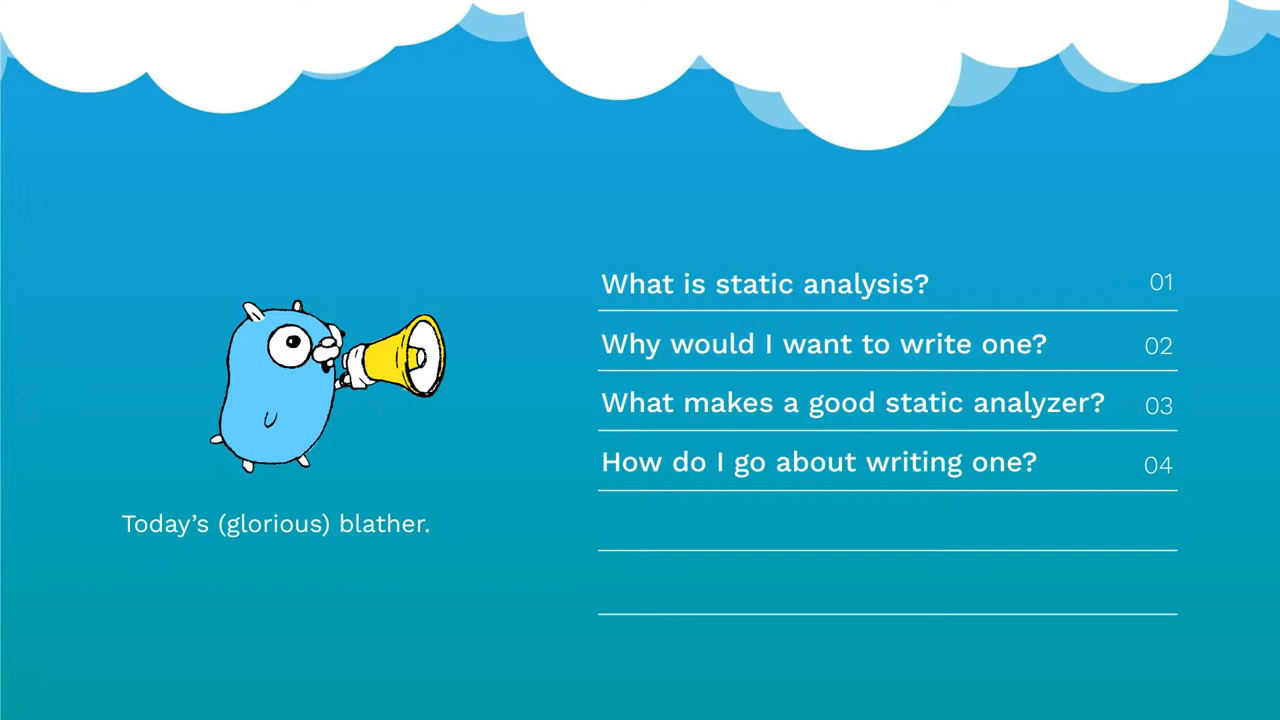 What is static analysis? 01
Why would I want to write one? 02
What makes a good static analyzer? 03
How do I go about writing one? 04
Today’s (glorious) blather.